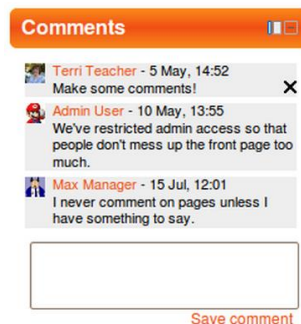 Comments
Terri Teacher - 5 May, 14:52
Make some comments!
Admin User - 10 May, 13:55
We've restricted admin access so that
people don't mess up the front page too
much.
Max Manager - 15 Jul, 12:01
I never comment on pages unless I
have something to say.
Save comment